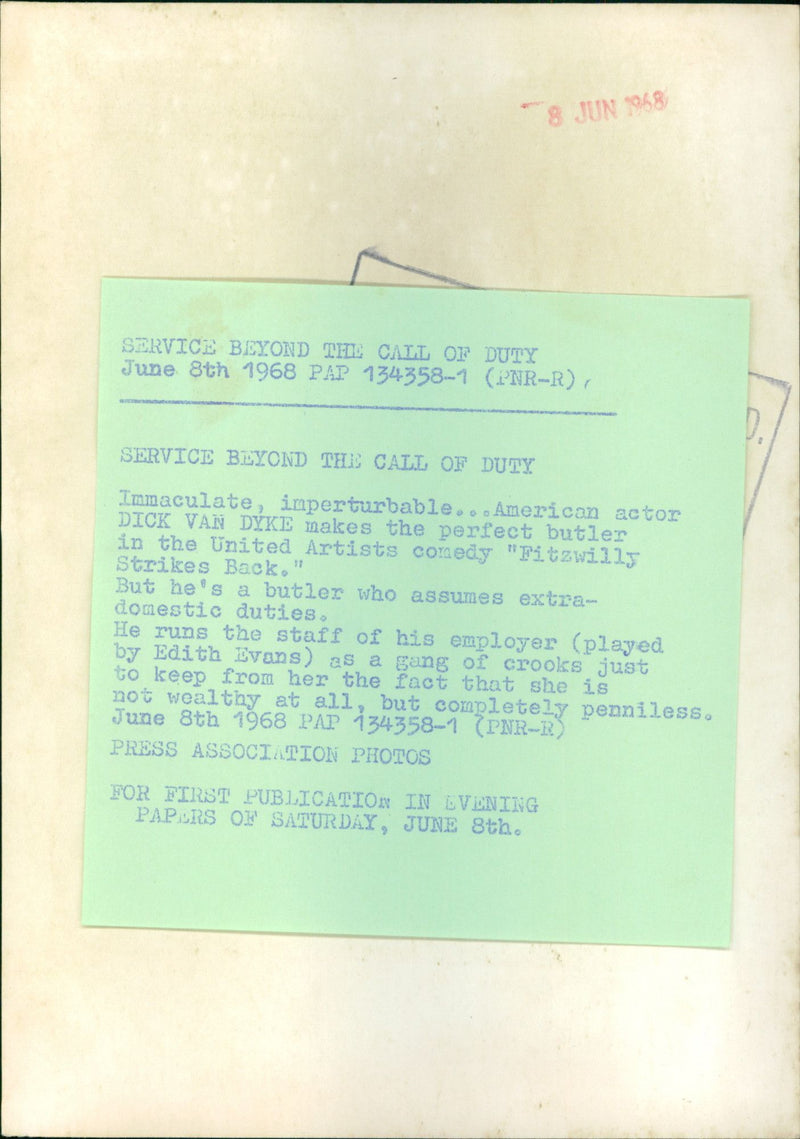 8 JUN 1968
SERVICE BEYOND THE CALL OF DUTY
June 8th 1968 PAP 134358-1 (PNR-R),
SERVICE BEYOND THE CALL OF DUTY
Immaculate, imperturbable...American actor
DICK VAN DYKE makes the perfect butler
in the United Artists comedy "Fitzwilly
Strikes Back."
But he's a butler who assumes extra-
domestic duties.
He runs the staff of his employer (played
by Edith Evans) as a gang of crooks just
to keep from her the fact that she is
not wealthy at all, but completely penniless.
June 8th 1968 PAP 134358-1 (PNR-R)
PRESS ASSOCIATION PHOTOS
FOR FIRST PUBLICATION IN EVENING
PAPERS OF SATURDAY, JUNE 8th.
D.